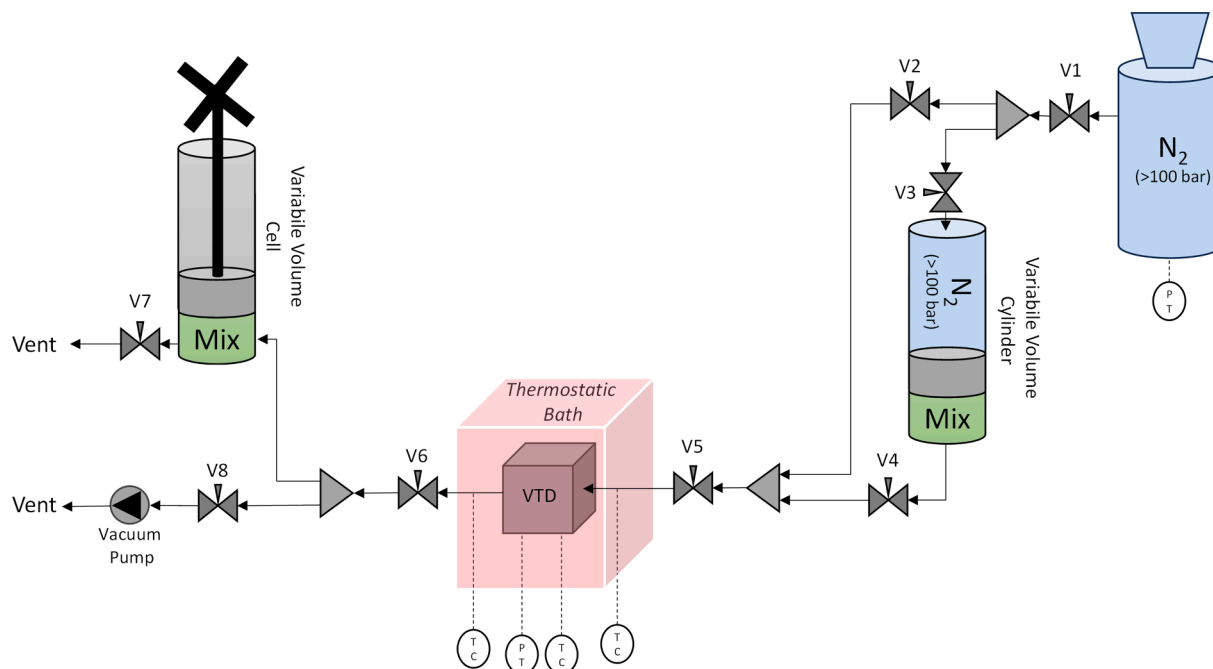 V2
V1
N2
(>100 bar)
V3
N2
(>100 bar)
Variabile Volume
Cylinder
Mix
P
T
Variabile Volume
Cell
V7
Vent
Mix
Thermostatic
Bath
V8
V6
VTD
V5
V4
Vent
Vacuum
Pump
T
C
P
T
T
C
T
C